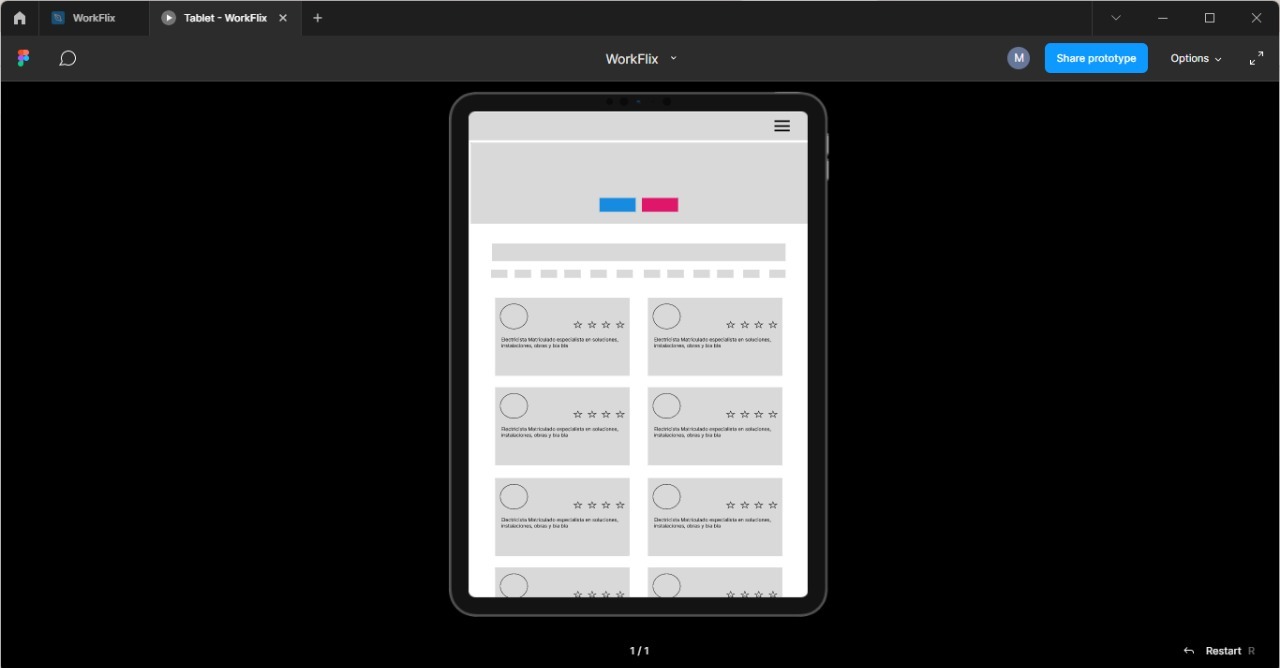 WorkFlix
Tablet - WorkFlix
WorkFlix
M
Share prototype
Options
Electricista Matriculado especialista en soluciones,
instalaciones, obras y bla bla
Electricista Matriculado especialista en soluciones,
instalaciones, obras y bla bla
Electricista Matriculado especialista en soluciones,
instalaciones, obras y bla bla
Electricista Matriculado especialista en soluciones,
instalaciones, obras y bla bla
Electricista Matriculado especialista en soluciones,
instalaciones, obras y bla bla
Electricista Matriculado especialista en soluciones,
instalaciones, obras y bla bla
1 / 1
Restart R